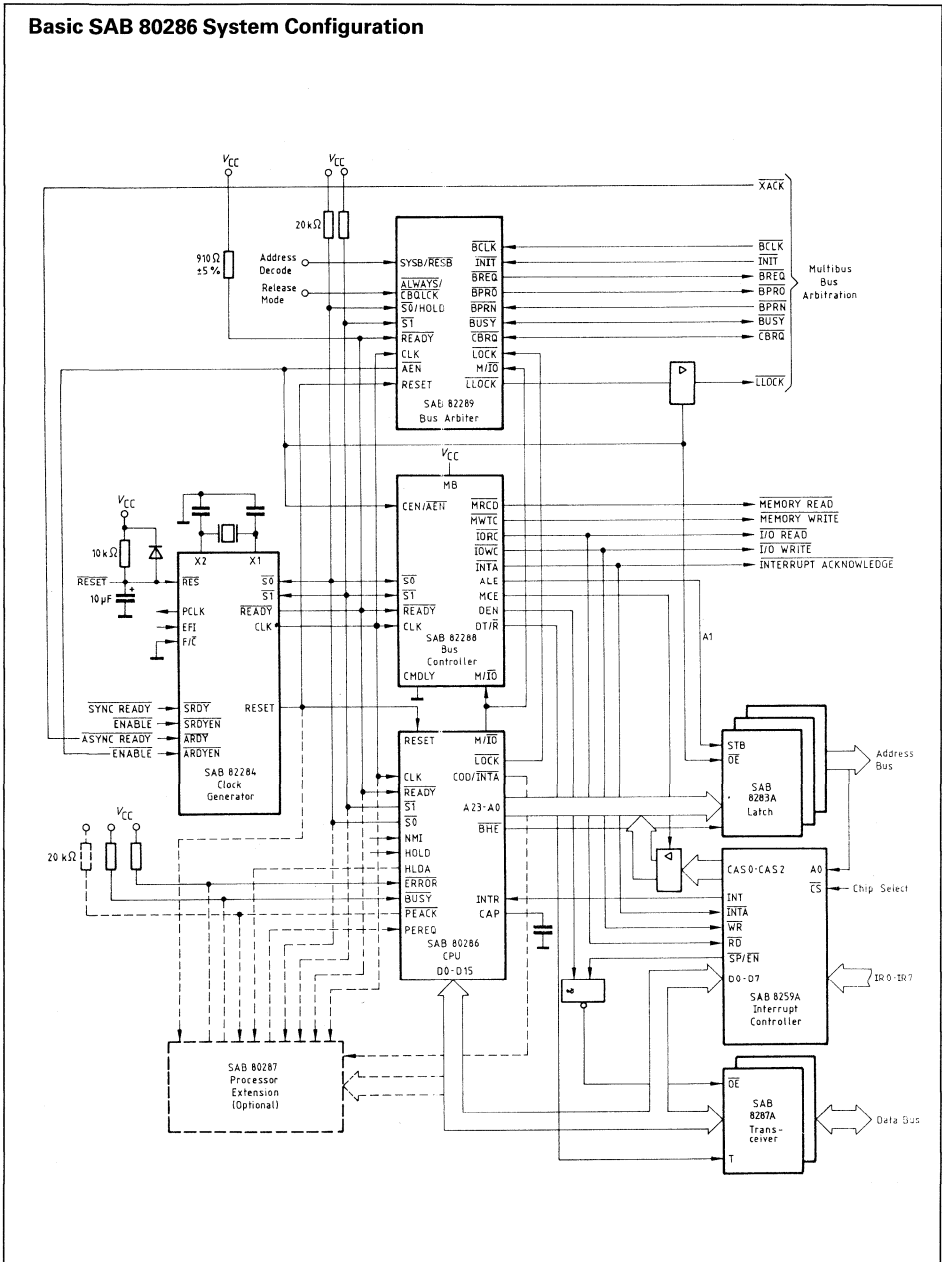 Basic SAB 80286 System Configuration
VCC
VCC
XACK
20 kΩ
910 Ω
±5 %
Address
Decode
Release
Mode
SYSB/RESB
ALWAYS/
CBQLCK
S0/HOLD
S1
READY
CLK
AEN
RESET
BCLK
INIT
BREQ
BPRO
BPRN
BUSY
CBRQ
LOCK
M/IO
LLOCK
SAB 82289
Bus Arbiter
BCLK
INIT
BREQ
BPRO
BPRN
BUSY
CBRQ
LLOCK
Multibus
Bus
Arbitration
VCC
MB
CEN/AEN
S0
S1
READY
CLK
MRCD
MWTC
IORC
IOWC
INTA
ALE
MCE
DEN
DT/R
SAB 82288
Bus
Controller
CMDLY
M/IO
MEMORY READ
MEMORY WRITE
I/O READ
I/O WRITE
INTERRUPT ACKNOWLEDGE
A1
VCC
10 kΩ
RESET
10 µF
+
X2
X1
RES
PCLK
EFI
F/C
S0
S1
READY
CLK
RESET
SYNC READY
ENABLE
ASYNC READY
ENABLE
SRDY
SRDYEN
ARDY
ARDYEN
SAB 82284
Clock
Generator
RESET
M/IO
LOCK
CLK
COD/INTA
READY
S1
A23-A0
S0
BHE
NMI
HOLD
HLDA
ERROR
BUSY
INTR
PEACK
CAP
PEREQ
SAB 80286
CPU
D0-D15
VCC
20 kΩ
STB
OE
SAB
8283A
Latch
Address
Bus
CAS0-CAS2
A0
CS
Chip Select
INT
INTA
WR
RD
SP/EN
D0-D7
IR0-IR7
SAB 8259A
Interrupt
Controller
&
SAB 80287
Processor
Extension
(Optional)
OE
SAB
8287A
Trans-
ceiver
T
Data Bus